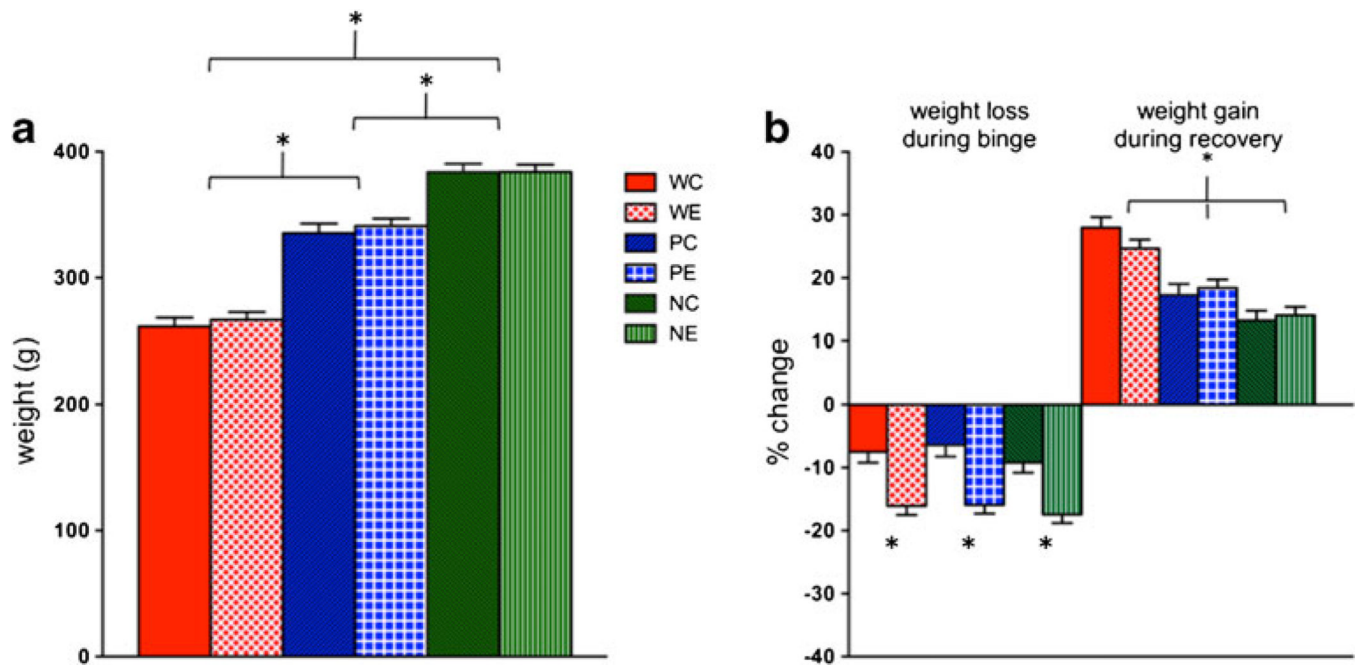 a
*
*
*
weight (g)
400
300
200
100
0
WC
WE
PC
PE
NC
NE
b
weight loss
during binge
weight gain
during recovery
*
% change
40
30
20
10
0
-10
-20
-30
-40
* * *